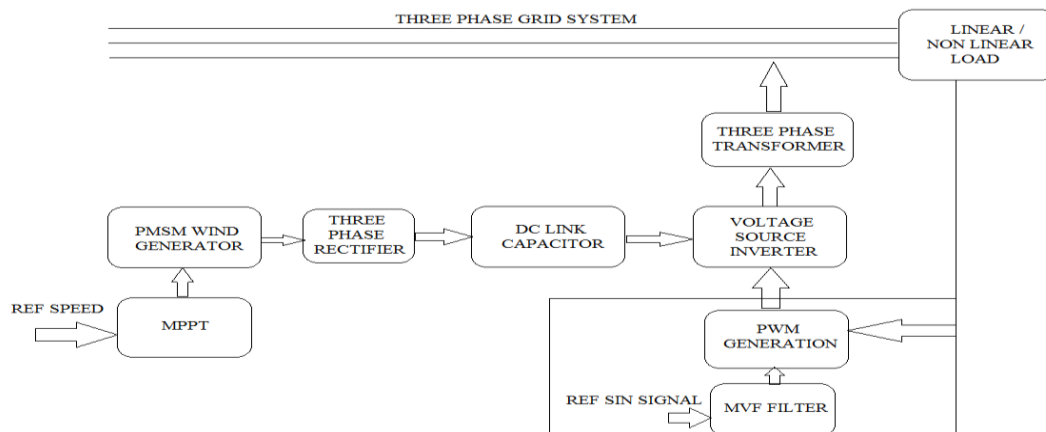 THREE PHASE GRID SYSTEM
LINEAR /
NON LINEAR
LOAD
THREE PHASE
TRANSFORMER
PMSM WIND
GENERATOR
THREE
PHASE
RECTIFIER
DC LINK
CAPACITOR
VOLTAGE
SOURCE
INVERTER
REF SPEED
MPPT
PWM
GENERATION
REF SIN SIGNAL
MVF FILTER